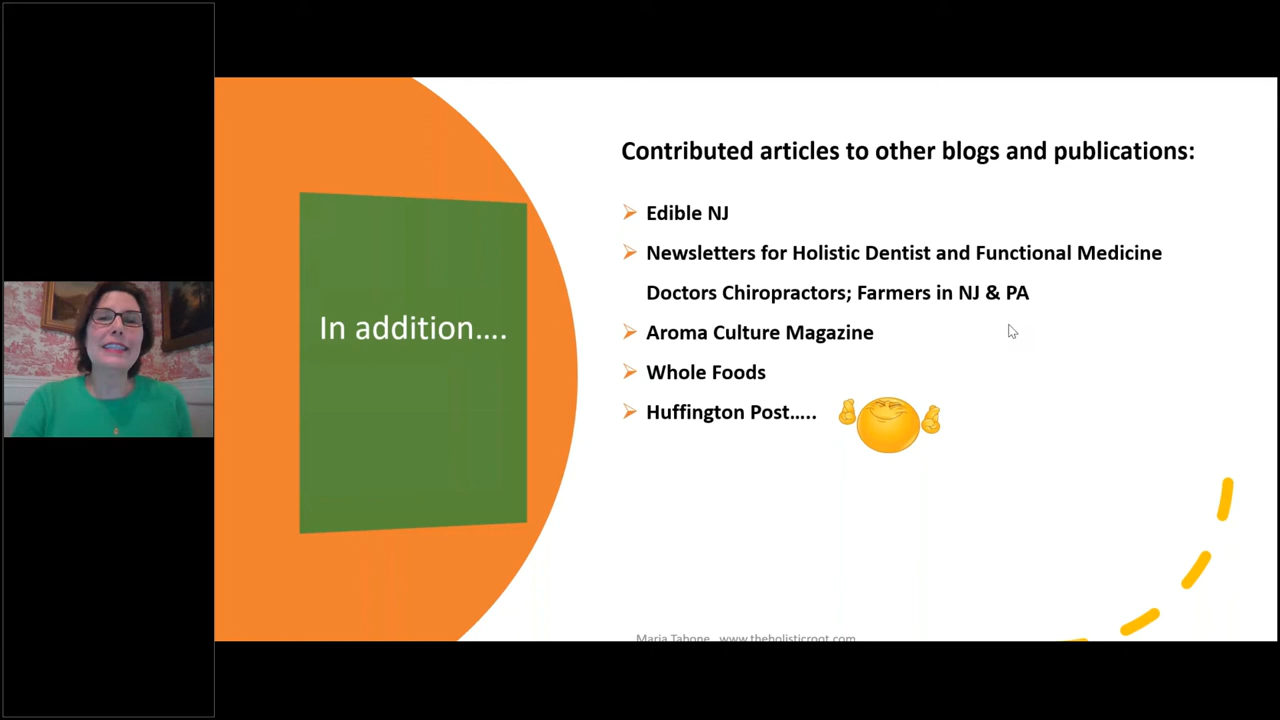 In addition....
Contributed articles to other blogs and publications:
Edible NJ
Newsletters for Holistic Dentist and Functional Medicine
Doctors Chiropractors; Farmers in NJ & PA
Aroma Culture Magazine
Whole Foods
Huffington Post.....
Maria Tabone www.theholisticroot.com